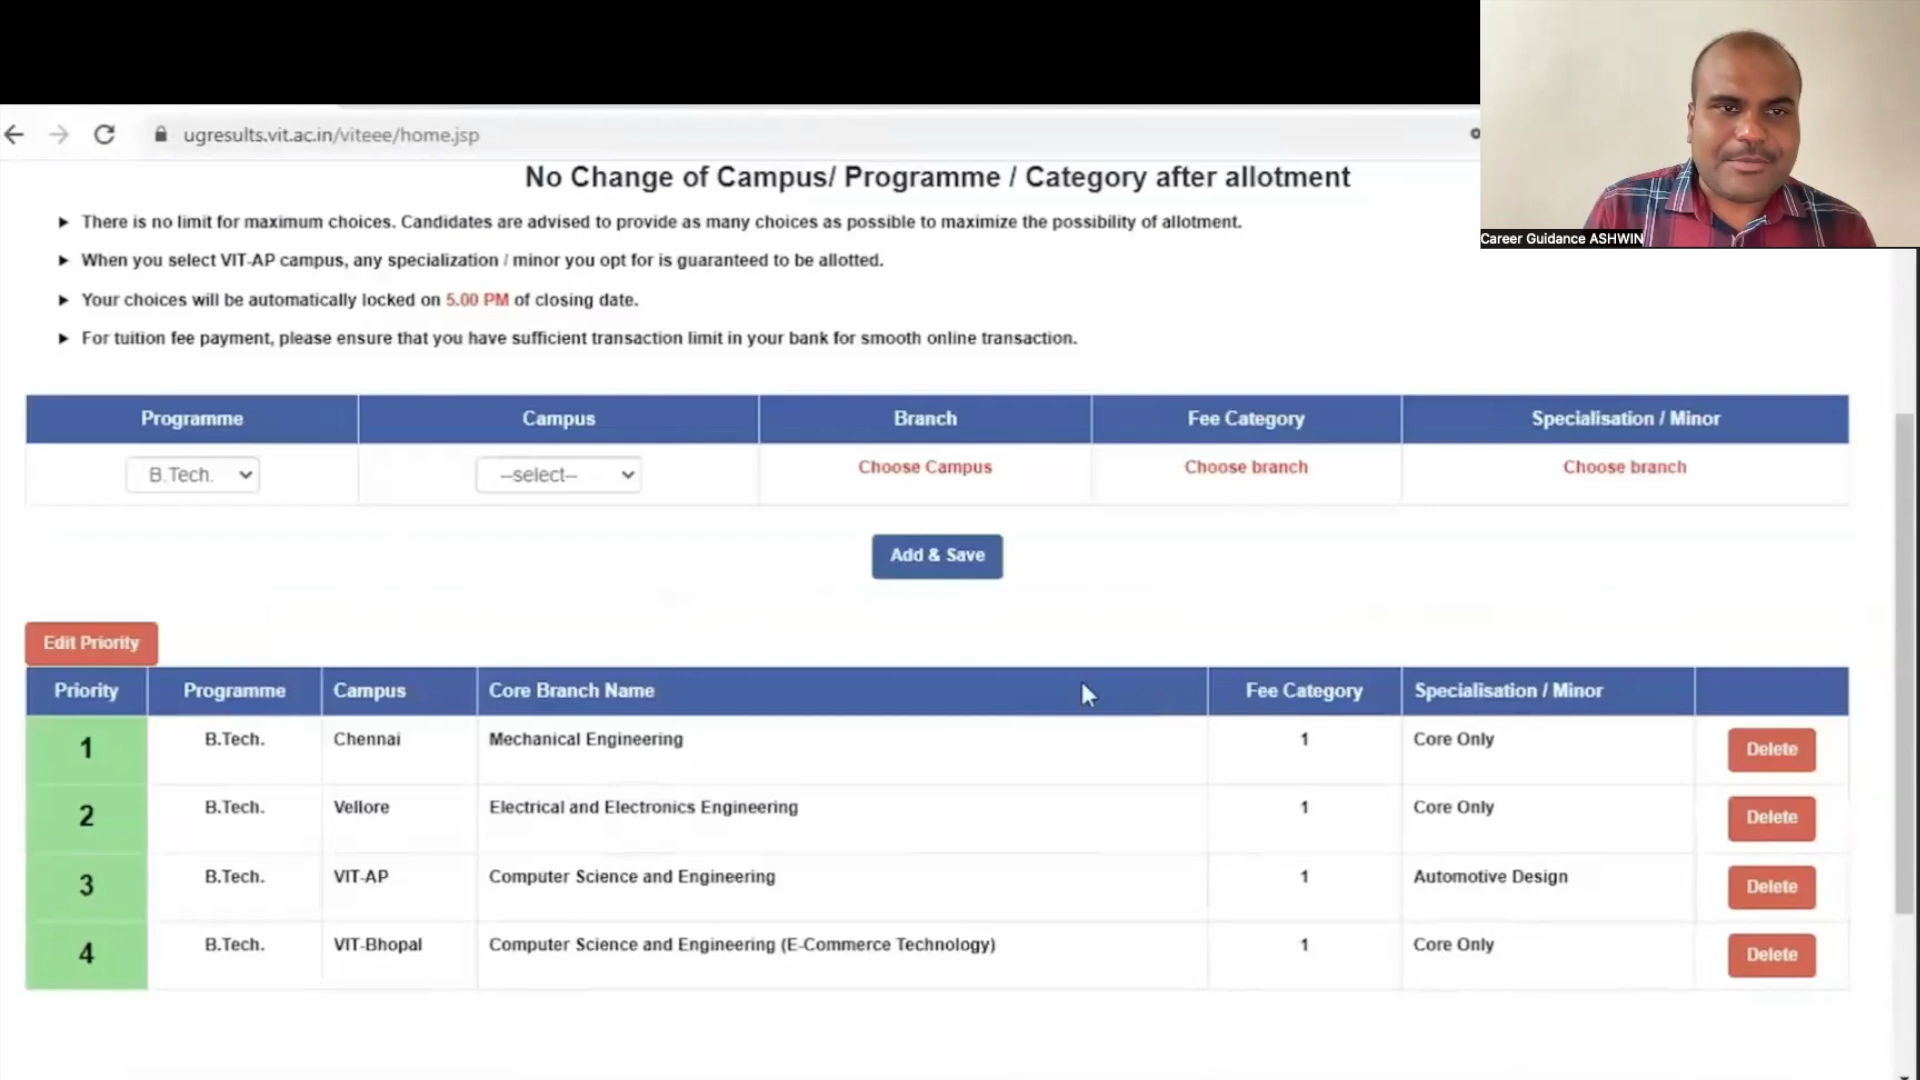 ugresults.vit.ac.in/viteee/home.jsp
Career Guidance ASHWIN
No Change of Campus/ Programme / Category after allotment
There is no limit for maximum choices. Candidates are advised to provide as many choices as possible to maximize the possibility of allotment.
When you select VIT-AP campus, any specialization / minor you opt for is guaranteed to be allotted.
Your choices will be automatically locked on 5.00 PM of closing date.
For tuition fee payment, please ensure that you have sufficient transaction limit in your bank for smooth online transaction.
Programme Campus Branch Fee Category Specialisation / Minor
B.Tech. --select-- Choose Campus Choose branch Choose branch
Add & Save
Edit Priority
Priority Programme Campus Core Branch Name Fee Category Specialisation / Minor
1 B.Tech. Chennai Mechanical Engineering 1 Core Only Delete
2 B.Tech. Vellore Electrical and Electronics Engineering 1 Core Only Delete
3 B.Tech. VIT-AP Computer Science and Engineering 1 Automotive Design Delete
4 B.Tech. VIT-Bhopal Computer Science and Engineering (E-Commerce Technology) 1 Core Only Delete